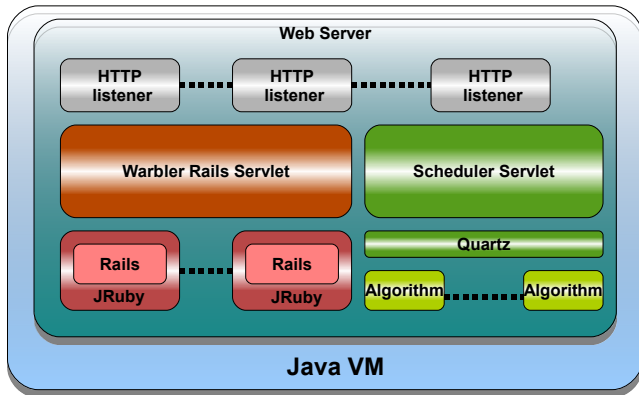 Web Server
HTTP
listener
HTTP
listener
HTTP
listener
Warbler Rails Servlet
Scheduler Servlet
Quartz
Rails
JRuby
Rails
JRuby
Algorithm
Algorithm
Java VM